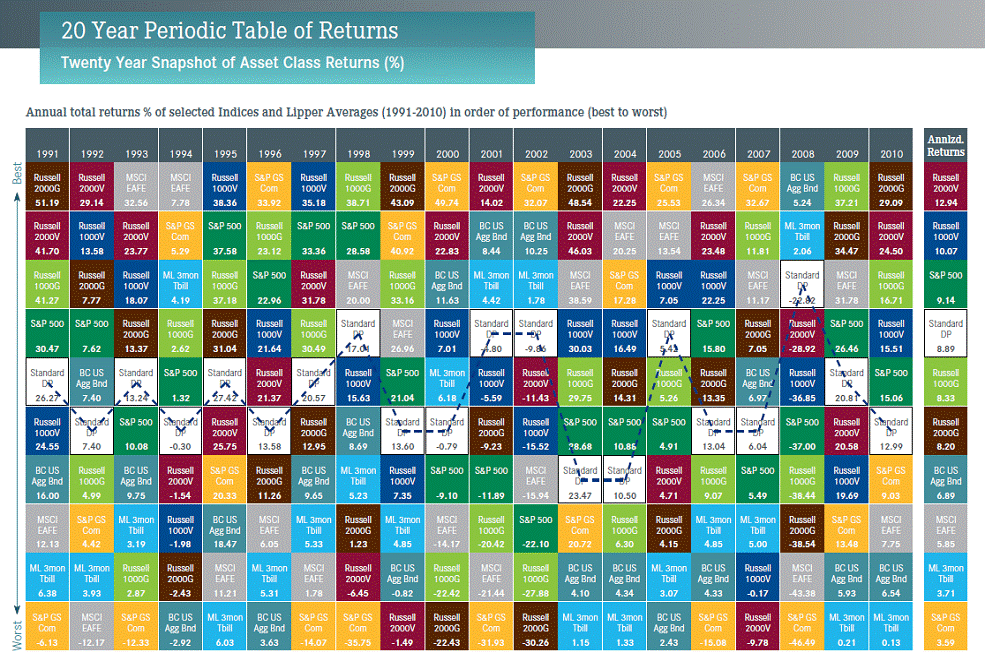 20 Year Periodic Table of Returns
Twenty Year Snapshot of Asset Class Returns (%)
Annual total returns % of selected Indices and Lipper Averages (1991-2010) in order of performance (best to worst)
1991 1992 1993 1994 1995 1996 1997 1998 1999 2000 2001 2002 2003 2004 2005 2006 2007 2008 2009 2010 Annlzd. Returns
Best
Russell 2000G 51.19 Russell 2000V 29.14 MSCI EAFE 32.56 MSCI EAFE 7.78 Russell 1000V 38.36 S&P GS Com 33.92 Russell 1000V 35.18 Russell 1000G 38.71 Russell 2000G 43.09 S&P GS Com 49.74 Russell 2000V 14.02 S&P GS Com 32.07 Russell 2000G 48.54 Russell 2000V 22.25 S&P GS Com 25.53 MSCI EAFE 26.34 S&P GS Com 32.67 BC US Agg Bnd 5.24 Russell 1000G 37.21 Russell 2000G 29.09 Russell 2000V 12.94
Russell 2000V 41.70 Russell 1000V 13.58 Russell 2000V 23.77 S&P GS Com 5.29 S&P 500 37.58 Russell 1000G 23.12 S&P 500 33.36 S&P 500 28.58 S&P GS Com 40.92 Russell 2000V 22.83 BC US Agg Bnd 8.44 BC US Agg Bnd 10.25 Russell 2000V 46.03 MSCI EAFE 20.25 MSCI EAFE 13.54 Russell 2000V 23.48 Russell 1000G 11.81 ML 3mon Tbill 2.06 Russell 2000G 34.47 Russell 2000V 24.50 Russell 1000V 10.07
Russell 1000G 41.27 Russell 2000G 7.77 Russell 1000V 18.07 ML 3mon Tbill 4.19 Russell 1000G 37.18 S&P 500 22.96 Russell 2000V 31.78 MSCI EAFE 20.00 Russell 1000G 33.16 BC US Agg Bnd 11.63 ML 3mon Tbill 4.42 ML 3mon Tbill 1.78 MSCI EAFE 38.59 S&P GS Com 17.28 Russell 1000V 7.05 Russell 1000V 22.25 MSCI EAFE 11.17 Standard MSCI EAFE 31.78 Russell 1000G 16.71 S&P 500 9.14
S&P 500 30.47 S&P 500 7.62 Russell 2000G 13.37 Russell 1000G 2.62 Russell 2000G 31.04 Russell 1000V 21.64 Russell 1000G 30.49 Standard DP 17.04 MSCI EAFE 26.96 Russell 1000V 7.01 Standard DP -4.80 Standard DP Russell 1000V 30.03 Russell 1000V 16.49 Standard DP 5.43 S&P 500 15.80 Russell 2000G 7.05 Russell 2000V -28.92 S&P 500 26.46 Russell 1000V 15.51 Standard DP 8.89
Standard DP 26.27 BC US Agg Bnd 7.40 Standard DP 13.24 S&P 500 1.32 Standard DP 27.42 Russell 2000V 21.37 Standard DP 20.57 Russell 1000V 15.63 S&P 500 21.04 ML 3mon Tbill 6.18 Russell 1000V -5.59 Russell 2000V -11.43 Russell 1000G 29.75 Russell 2000G 14.31 Russell 1000G 5.26 Russell 2000G 13.35 BC US Agg Bnd 6.97 Russell 1000V -36.85 Standard DP 20.81 S&P 500 15.06 Russell 1000G 8.33
Russell 1000V 24.55 Standard DP 7.40 S&P 500 10.08 Standard DP -0.30 Russell 2000V 25.75 Standard DP 13.58 Russell 2000G 12.95 BC US Agg Bnd 8.69 Standard DP 13.60 Standard DP -0.79 Russell 2000G -9.23 Russell 1000V -15.52 S&P 500 28.68 S&P 500 10.86 S&P 500 4.91 Standard DP 13.04 Standard DP 6.04 S&P 500 -37.00 Russell 2000V 20.58 Standard DP 12.99 Russell 2000G 8.20
BC US Agg Bnd 16.00 Russell 1000G 4.99 BC US Agg Bnd 9.75 Russell 2000V -1.54 S&P GS Com 20.33 Russell 2000G 11.26 BC US Agg Bnd 9.65 ML 3mon Tbill 5.23 Russell 1000V 7.35 S&P 500 -9.10 S&P 500 -11.89 MSCI EAFE -15.94 Standard DP 23.47 Standard DP 10.50 Russell 2000V 4.71 Russell 1000G 9.07 S&P 500 5.49 Russell 1000G -38.44 Russell 1000V 19.69 S&P GS Com 9.03 BC US Agg Bnd 6.89
MSCI EAFE 12.13 S&P GS Com 4.42 ML 3mon Tbill 3.19 Russell 1000V -1.98 BC US Agg Bnd 18.47 MSCI EAFE 6.05 ML 3mon Tbill 5.33 Russell 2000G 1.23 ML 3mon Tbill 4.85 MSCI EAFE -14.17 Russell 1000G -20.42 S&P 500 -22.10 S&P GS Com 20.72 Russell 1000G 6.30 Russell 2000G 4.15 ML 3mon Tbill 4.85 ML 3mon Tbill 5.00 Russell 2000G -38.54 S&P GS Com 13.48 MSCI EAFE 7.75 MSCI EAFE 5.85
ML 3mon Tbill 6.38 ML 3mon Tbill 3.93 Russell 1000G 2.87 Russell 2000G -2.43 MSCI EAFE 11.21 ML 3mon Tbill 5.31 MSCI EAFE 1.78 Russell 2000V -6.45 BC US Agg Bnd -0.82 Russell 1000G -22.42 MSCI EAFE -21.44 Russell 1000G -27.88 BC US Agg Bnd 4.10 BC US Agg Bnd 4.34 ML 3mon Tbill 3.07 BC US Agg Bnd 4.33 Russell 1000V -0.17 MSCI EAFE -43.38 BC US Agg Bnd 5.93 BC US Agg Bnd 6.54 ML 3mon Tbill 3.71
S&P GS Com -6.13 MSCI EAFE -12.17 S&P GS Com -12.33 BC US Agg Bnd -2.92 ML 3mon Tbill 6.03 BC US Agg Bnd 3.63 S&P GS Com -14.07 S&P GS Com -35.75 Russell 2000V -1.49 Russell 2000G -22.43 S&P GS Com -31.93 Russell 2000G -30.26 ML 3mon Tbill 1.15 ML 3mon Tbill 1.33 BC US Agg Bnd 2.43 S&P GS Com -15.08 Russell 2000V -9.78 S&P GS Com -46.49 ML 3mon Tbill 0.21 ML 3mon Tbill 0.13 S&P GS Com 3.59
Worst